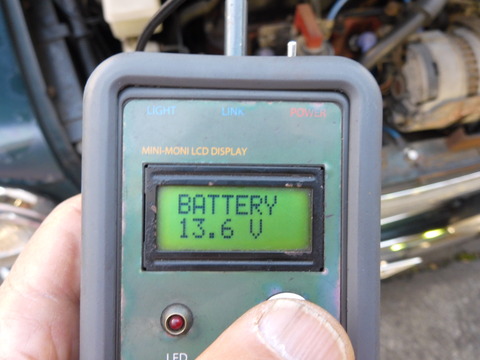 LIGHT LINK POWER
MINI-MONI LCD DISPLAY
BATTERY
13.6 V
LED